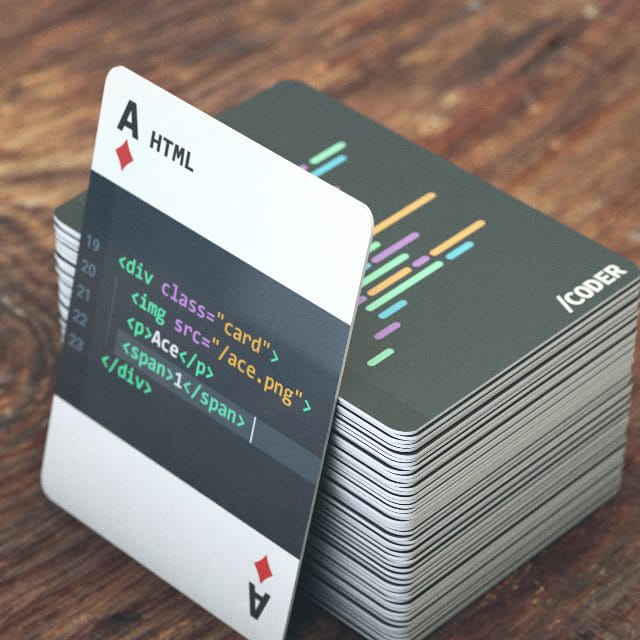 A
HTML
19
20
21
22
23
<div class="card">
<img src="/ace.png">
<p>Ace</p>
<span>1</span>
</div>
A
/CODER